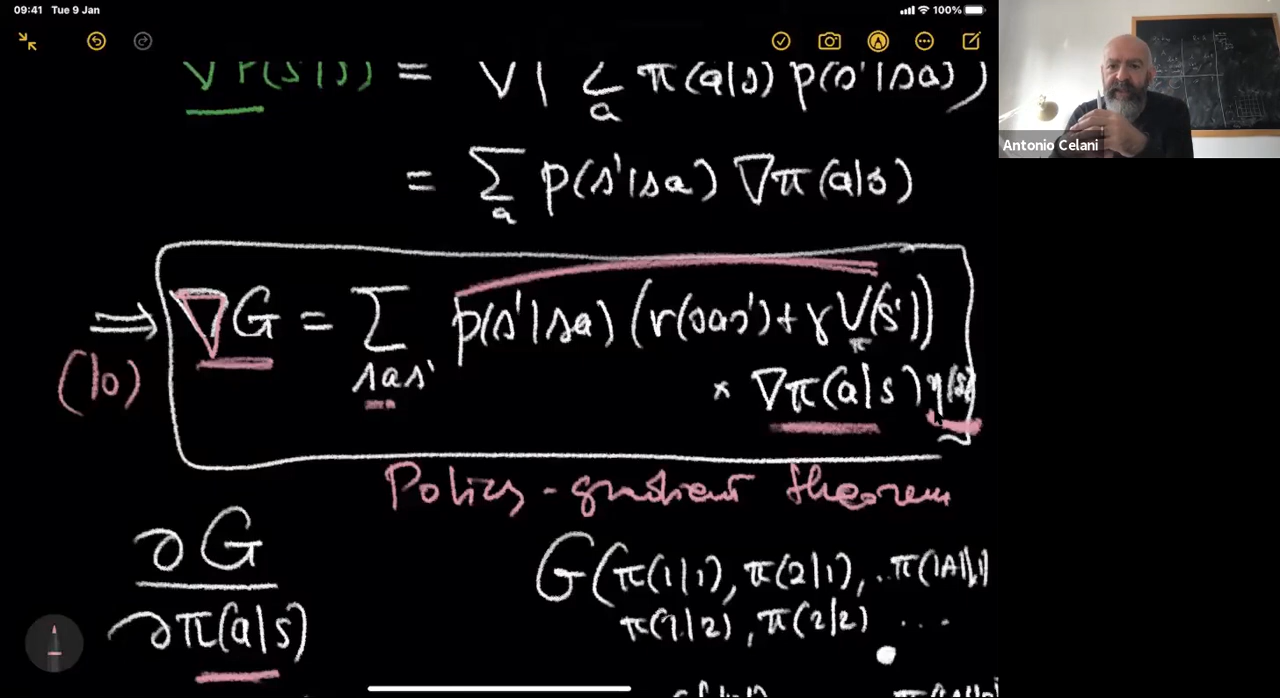 09:41 Tue 9 Jan 100%
∇ P(s'|s) = ∇( Σ_a π(a|s) p(s'|sa) )
= Σ_a p(s'|sa) ∇π(a|s)
⇒ ∇G = Σ_{sas'} p(s'|sa) (r(sas') + γ V_π(s'))
(10)
× ∇π(a|s) η(s)
Policy-gradient theorem
∂G
∂π(a|s)
G(π(1|1), π(2|1), ..π(|A||1)
π(1|2), π(2|2) ...
Antonio Celani